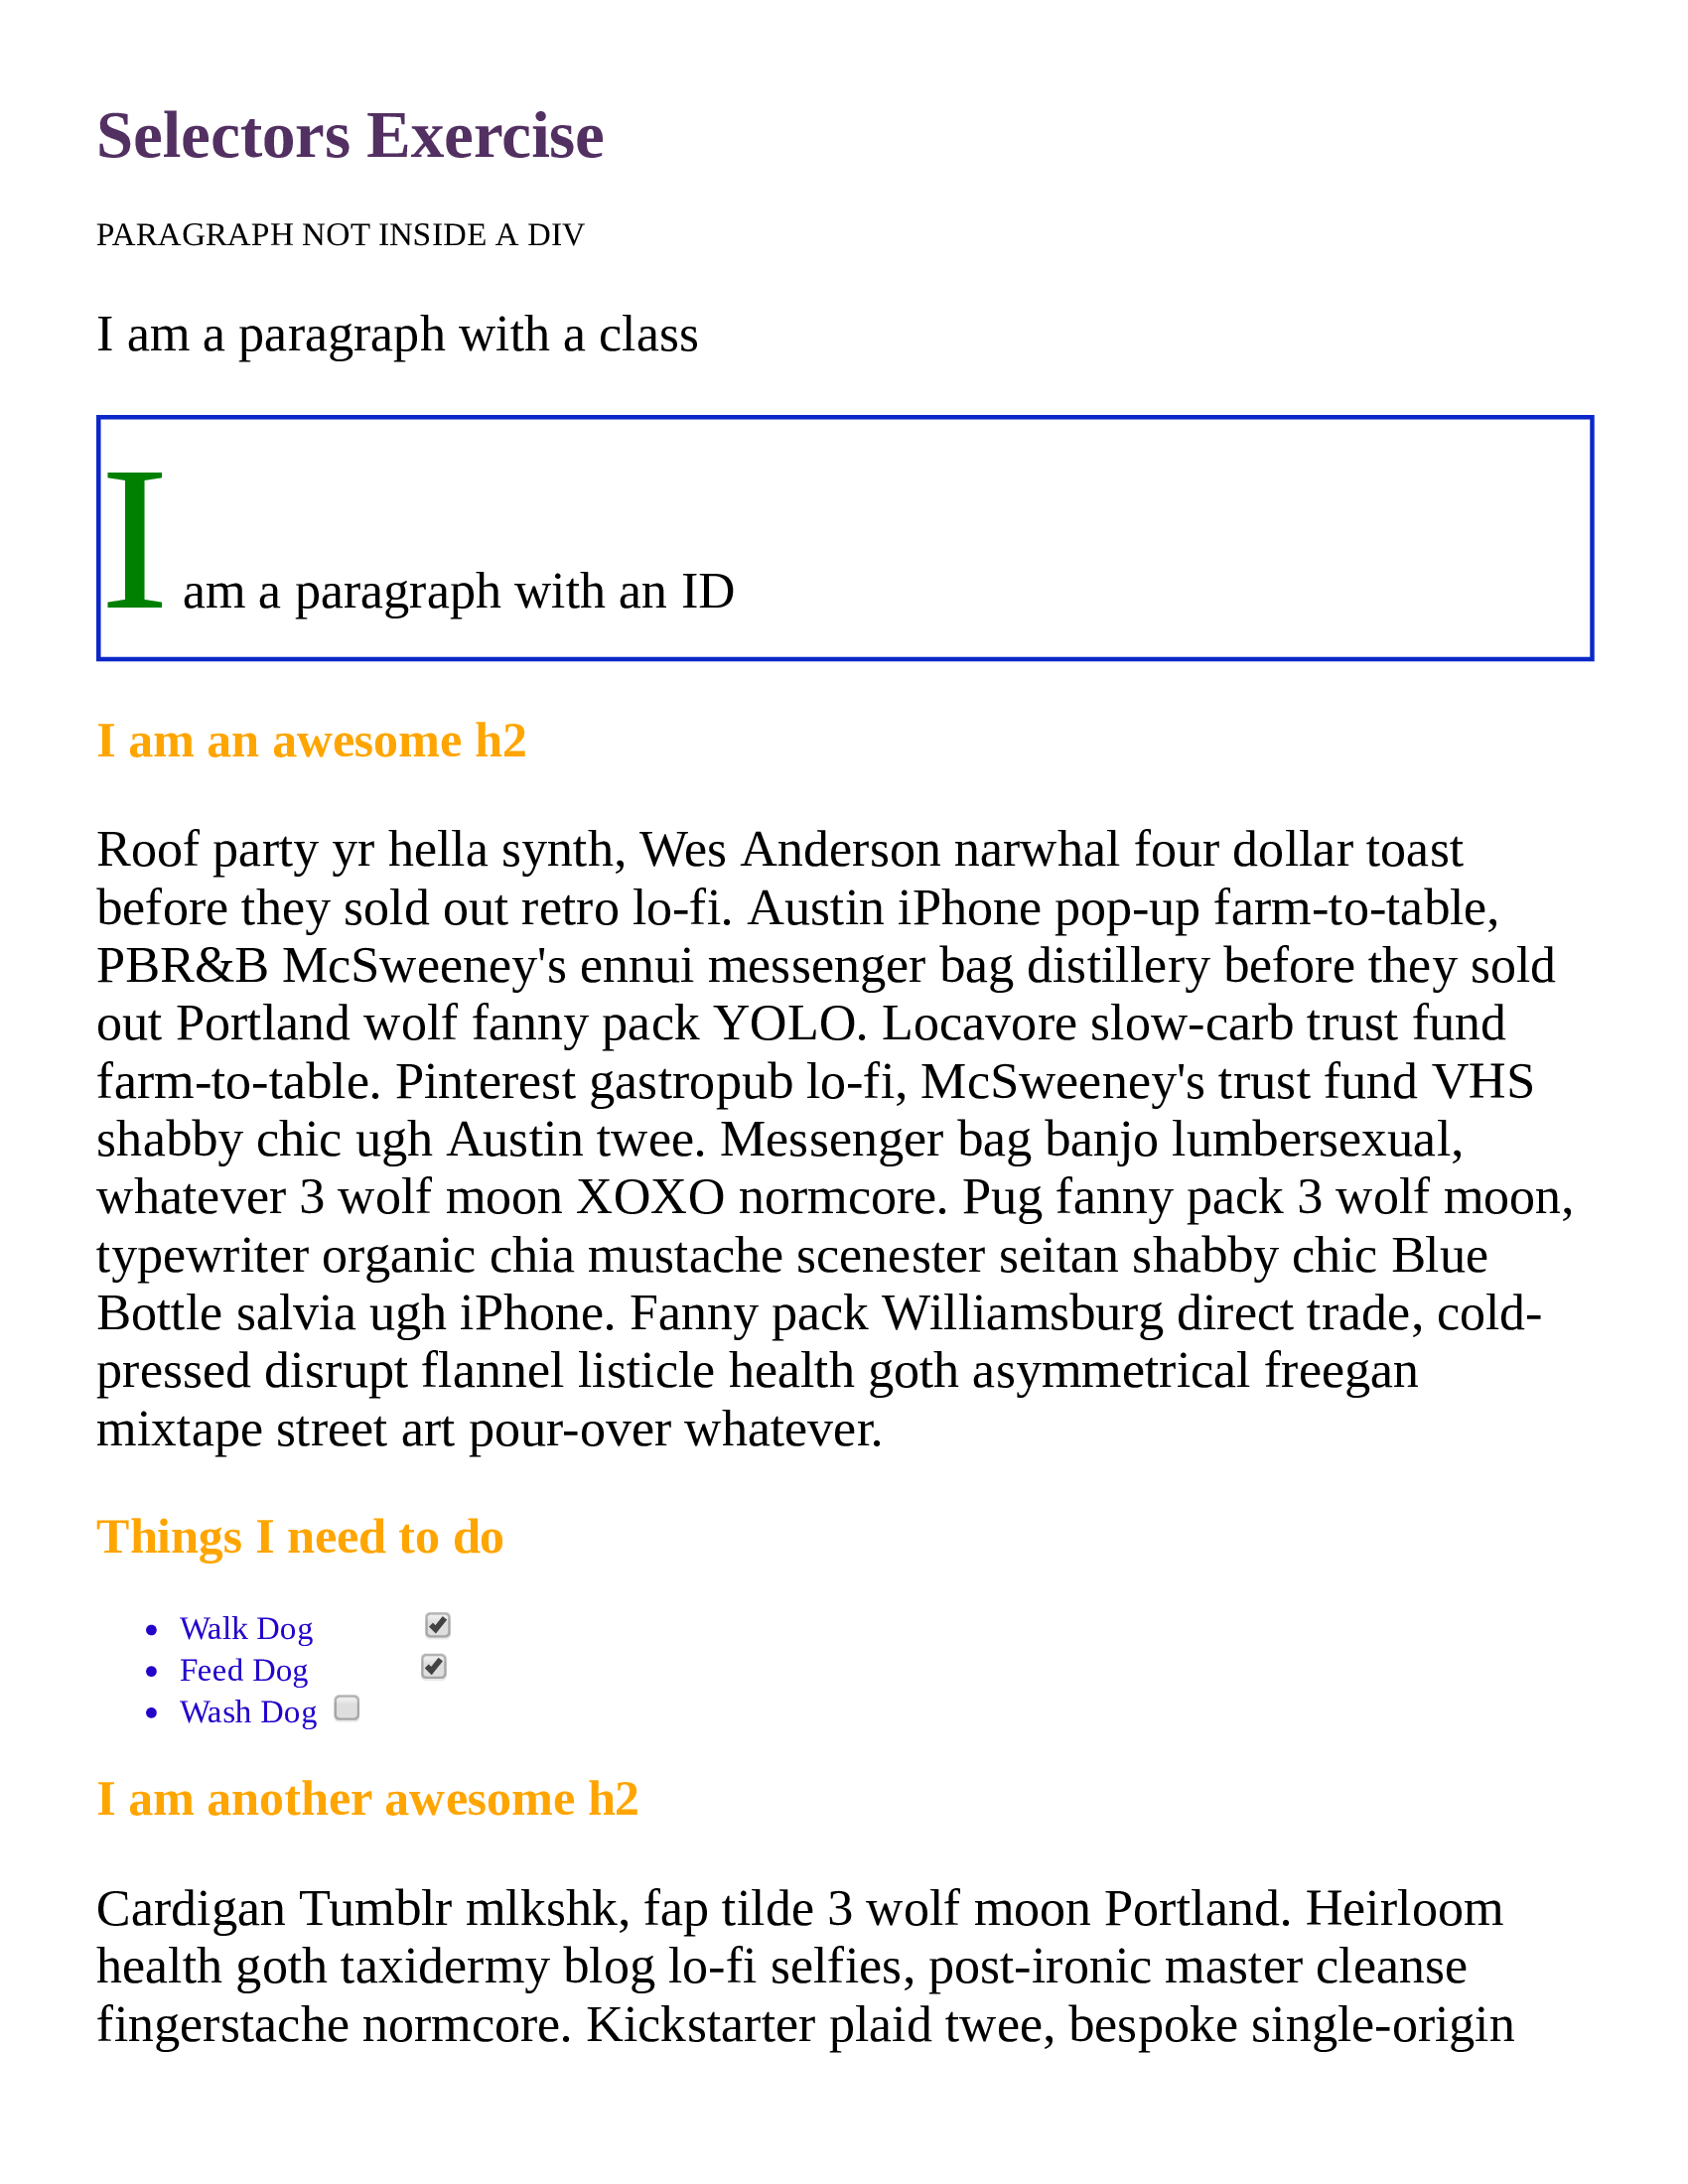 Selectors Exercise
PARAGRAPH NOT INSIDE A DIV
I am a paragraph with a class
I am a paragraph with an ID
I am an awesome h2
Roof party yr hella synth, Wes Anderson narwhal four dollar toast
before they sold out retro lo-fi. Austin iPhone pop-up farm-to-table,
PBR&B McSweeney's ennui messenger bag distillery before they sold
out Portland wolf fanny pack YOLO. Locavore slow-carb trust fund
farm-to-table. Pinterest gastropub lo-fi, McSweeney's trust fund VHS
shabby chic ugh Austin twee. Messenger bag banjo lumbersexual,
whatever 3 wolf moon XOXO normcore. Pug fanny pack 3 wolf moon,
typewriter organic chia mustache scenester seitan shabby chic Blue
Bottle salvia ugh iPhone. Fanny pack Williamsburg direct trade, cold-
pressed disrupt flannel listicle health goth asymmetrical freegan
mixtape street art pour-over whatever.
Things I need to do
• Walk Dog
• Feed Dog
• Wash Dog
I am another awesome h2
Cardigan Tumblr mlkshk, fap tilde 3 wolf moon Portland. Heirloom
health goth taxidermy blog lo-fi selfies, post-ironic master cleanse
fingerstache normcore. Kickstarter plaid twee, bespoke single-origin